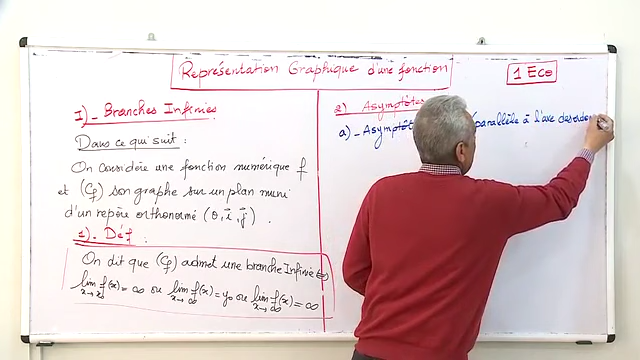 Représentation Graphique d'une fonction
1 Eco
I)_ Branches Infinies
Dans ce qui suit :
On considère une fonction numérique f
et (Cf) son graphe sur un plan muni
d'un repère orthonormé (o, i⃗, j⃗).
1)_ Déf :
On dit que (Cf) admet une branche Infinie
lim f(x) = ∞ ou lim f(x) = y₀ ou lim f(x) = ∞
x→x₀ x→∞ x→∞
2) Asymptotes
a)_ Asymptot
(parallèle à l'axe des